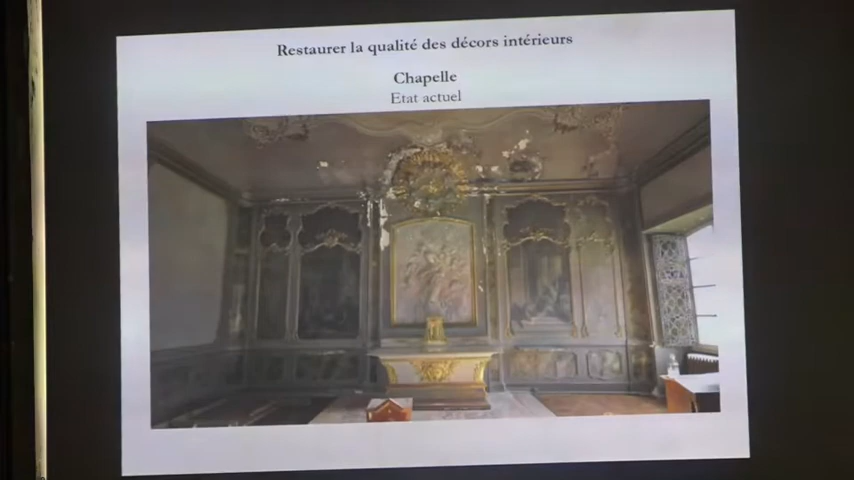 Restaurer la qualité des décors intérieurs
Chapelle
Etat actuel